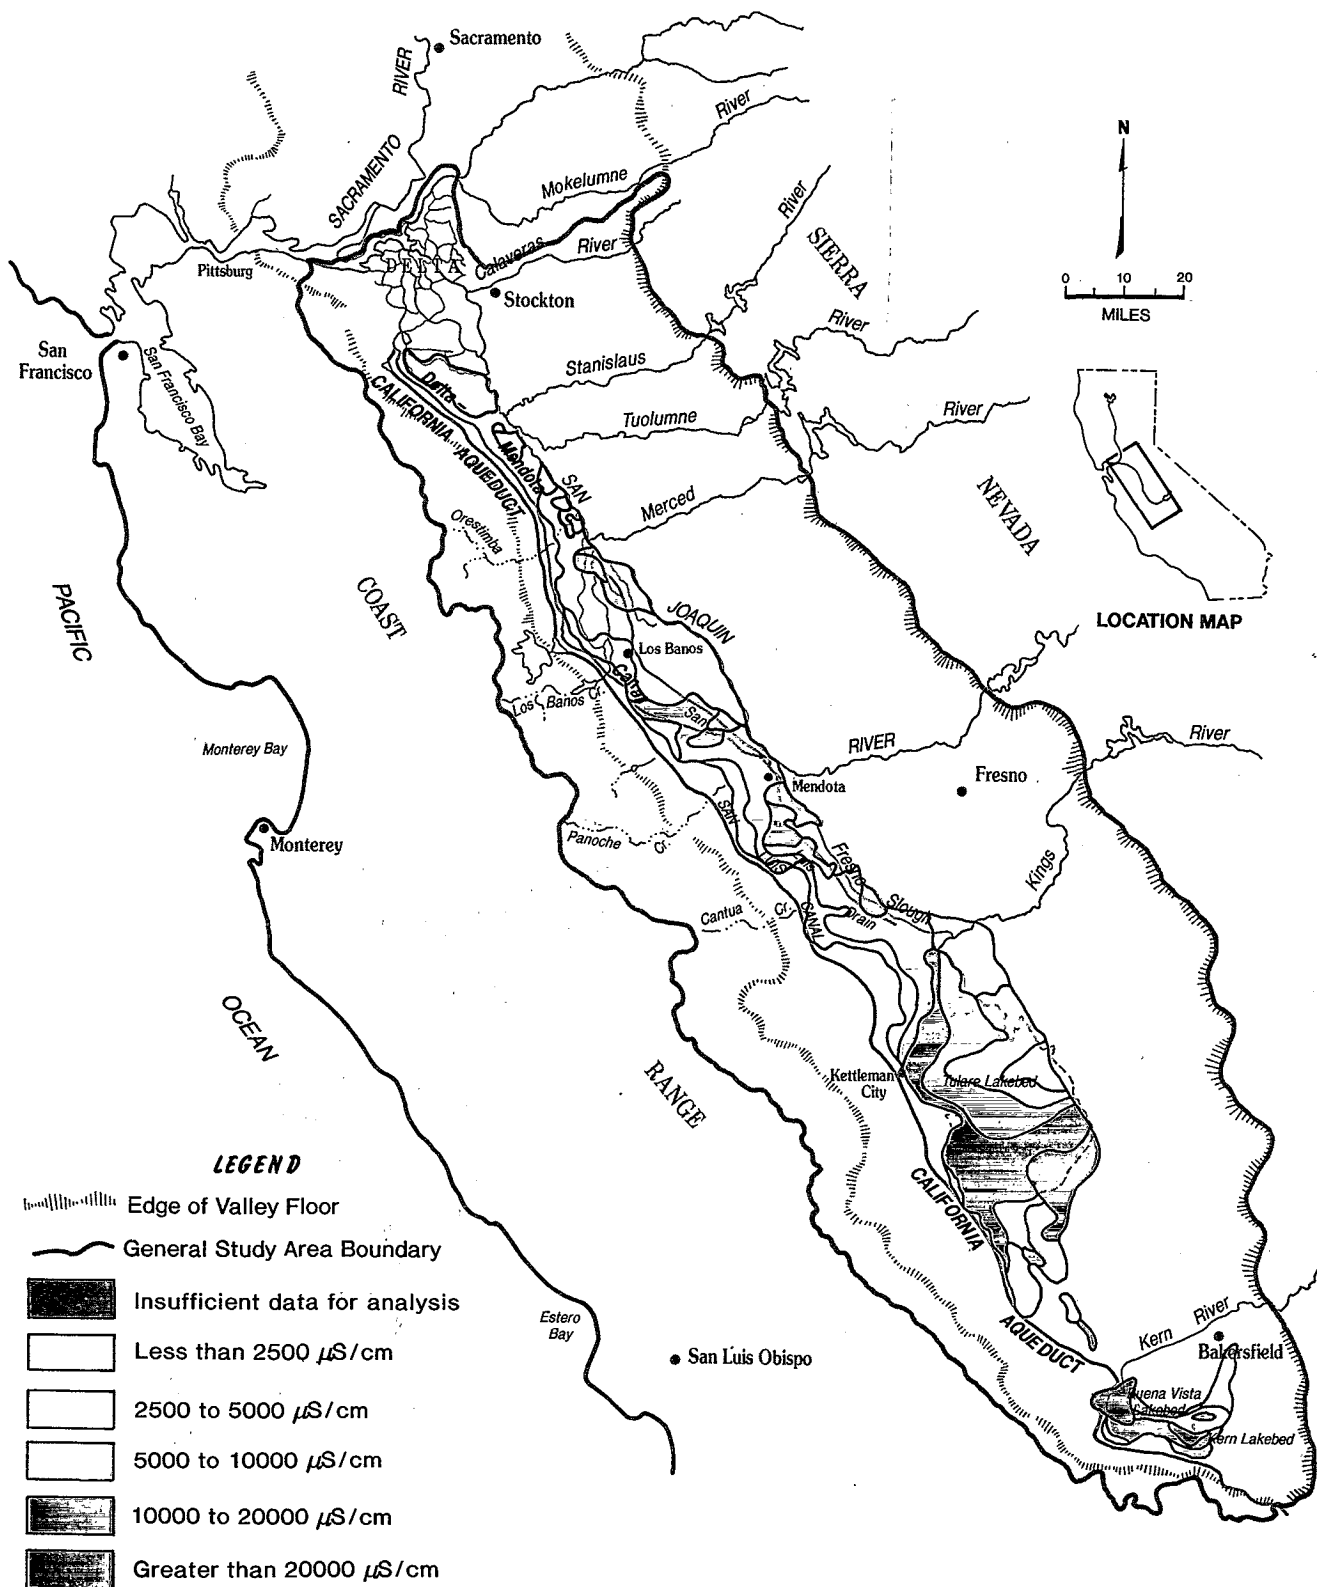 Sacramento
RIVER
SACRAMENTO
River
Mokelumne
River
SIERRA
N
0 10 20
MILES
Pittsburg
DELTA
Calaveras
River
Stockton
San
Francisco
San Francisco Bay
Stanislaus
River
Delta-
CALIFORNIA
AQUEDUCT
Tuolumne
River
Mendota
SAN
Merced
NEVADA
Orestimba
PACIFIC
COAST
JOAQUIN
LOCATION MAP
Los Banos
Canal
Los Banos Cr.
San
Monterey Bay
RIVER
River
Mendota
Fresno
SAN
Monterey
Panoche
Cr.
LUIS
Fresno
Kings
Slough
Cantua
Cr.
CANAL
Drain
OCEAN
RANGE
Kettleman
City
Tulare Lakebed
CALIFORNIA
AQUEDUCT
Estero
Bay
San Luis Obispo
Kern River
Bakersfield
Buena Vista
Lakebed
Kern Lakebed
LEGEND
Edge of Valley Floor
General Study Area Boundary
Insufficient data for analysis
Less than 2500 µS/cm
2500 to 5000 µS/cm
5000 to 10000 µS/cm
10000 to 20000 µS/cm
Greater than 20000 µS/cm